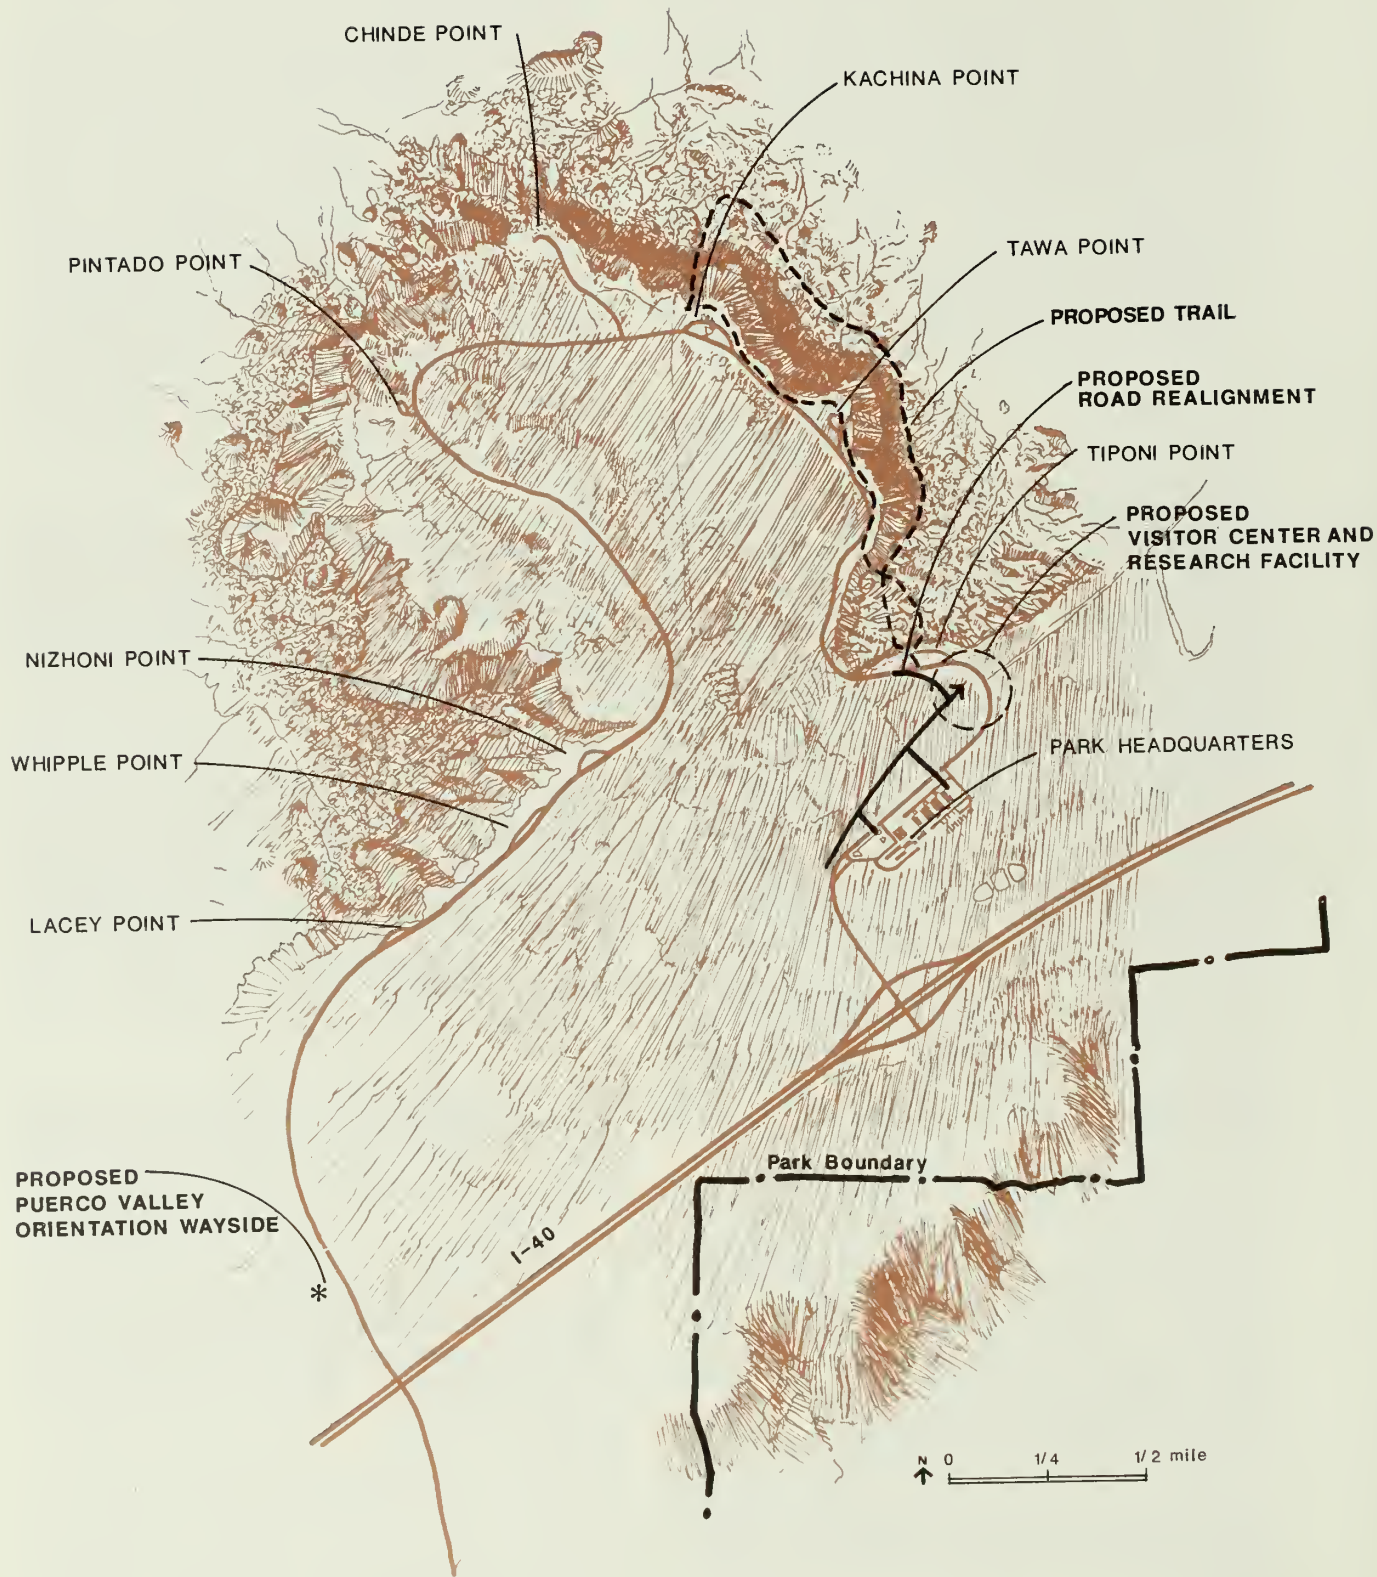 CHINDE POINT
KACHINA POINT
PINTADO POINT
TAWA POINT
PROPOSED TRAIL
PROPOSED
ROAD REALIGNMENT
TIPONI POINT
PROPOSED
VISITOR CENTER AND
RESEARCH FACILITY
NIZHONI POINT
WHIPPLE POINT
PARK HEADQUARTERS
LACEY POINT
Park Boundary
PROPOSED
PUERCO VALLEY
ORIENTATION WAYSIDE
*
I-40
N 0 1/4 1/2 mile